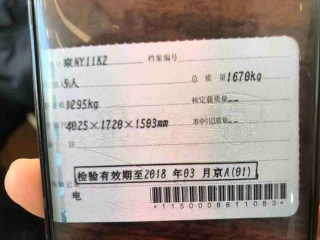 京NY11K2 档案编号
5人 总质量 1670kg
1295kg 核定载质量 --
4025×1720×1503mm 准牵引总质量 --
注
检验有效期至2018年03月京A(01)
电
*1150008811083*